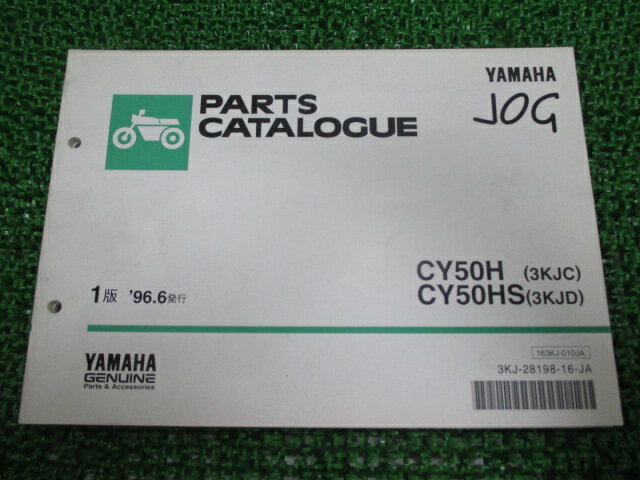 YAMAHA
JOG
PARTS
CATALOGUE
CY50H (3KJC)
CY50HS(3KJD)
1版 '96.6発行
163KJ-010JA
YAMAHA
GENUINE
Parts & Accessories
3KJ-28198-16-JA